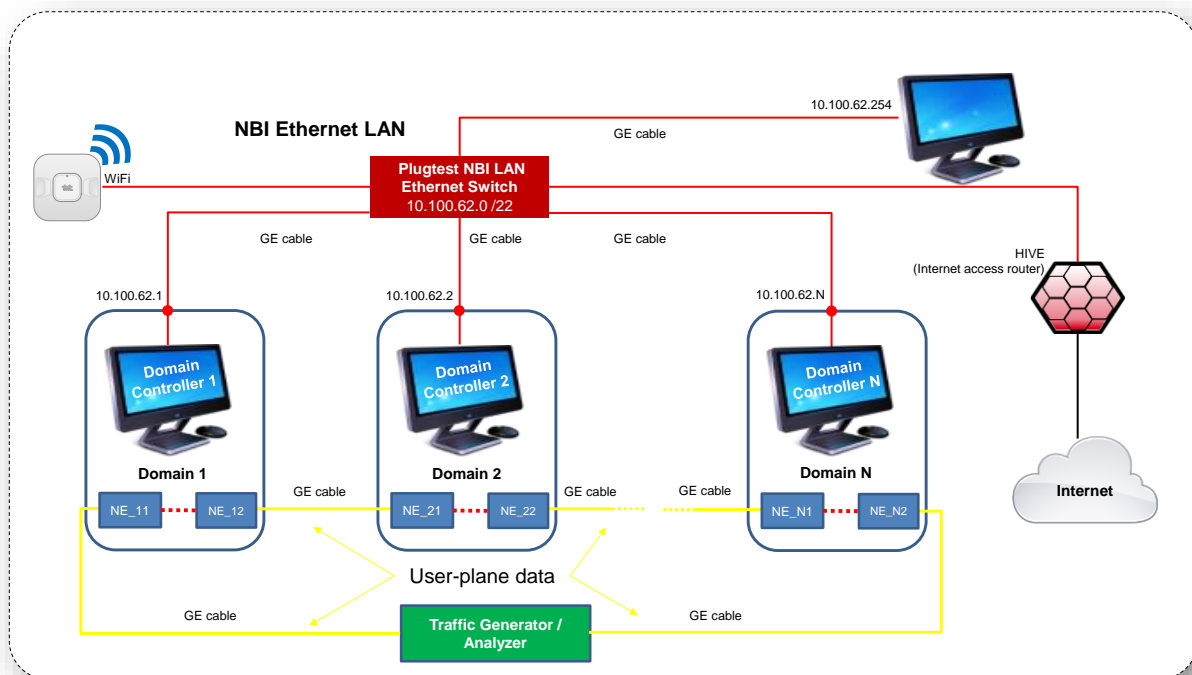 10.100.62.254
NBI Ethernet LAN
GE cable
WiFi
Plugtest NBI LAN
Ethernet Switch
10.100.62.0 /22
GE cable
GE cable
GE cable
HIVE
(Internet access router)
10.100.62.1
10.100.62.2
10.100.62.N
Domain
Controller 1
Domain
Controller 2
Domain
Controller N
Domain 1
Domain 2
Domain N
Internet
GE cable
GE cable
GE cable
NE_11
NE_12
NE_21
NE_22
NE_N1
NE_N2
User-plane data
GE cable
GE cable
Traffic Generator /
Analyzer